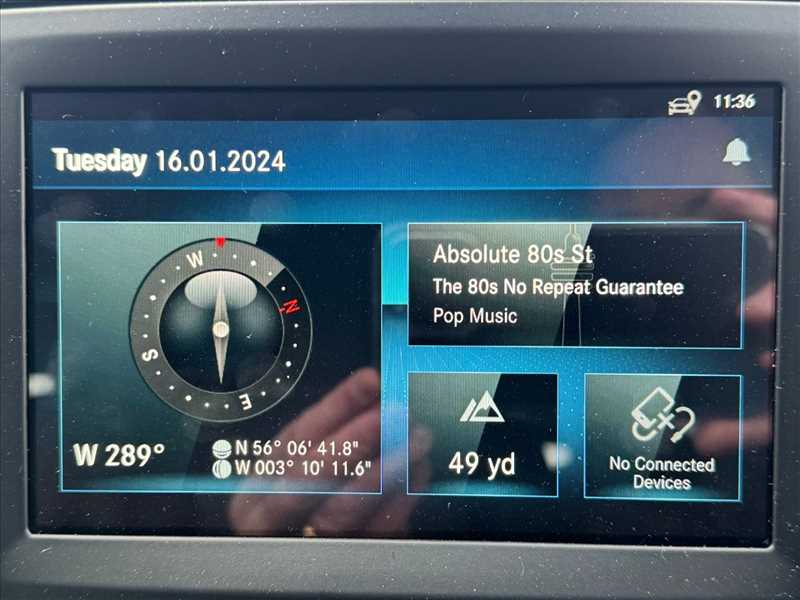 11:36
Tuesday 16.01.2024
W
N
S
E
W 289°
N 56° 06' 41.8"
W 003° 10' 11.6"
Absolute 80s St
The 80s No Repeat Guarantee
Pop Music
49 yd
No Connected
Devices